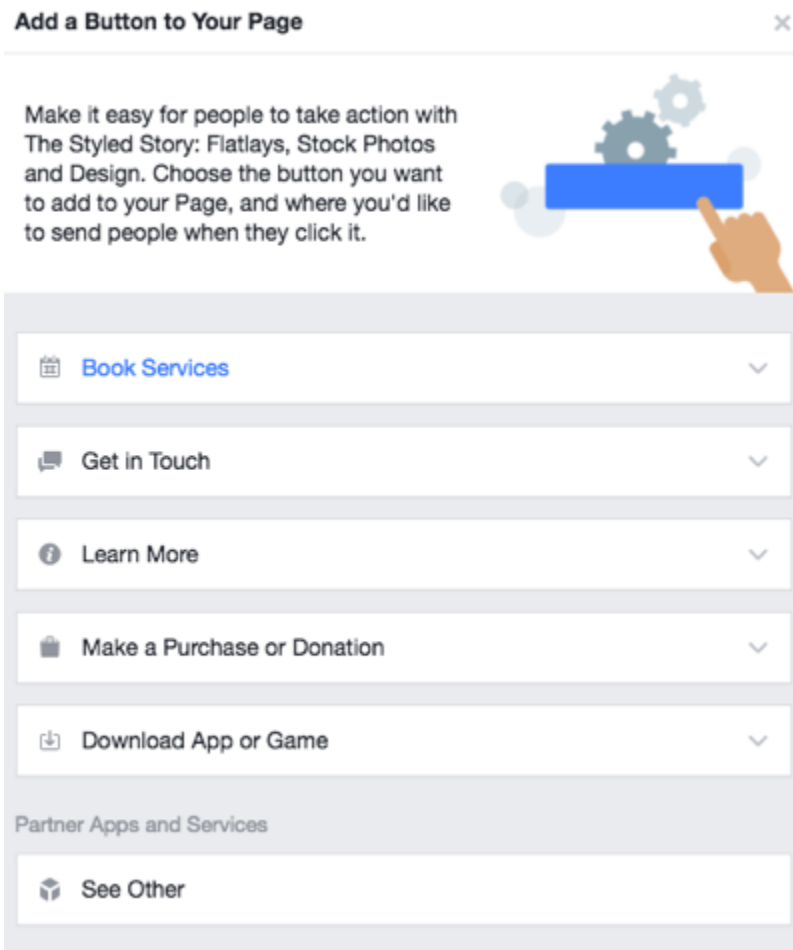 Add a Button to Your Page
Make it easy for people to take action with
The Styled Story: Flatlays, Stock Photos
and Design. Choose the button you want
to add to your Page, and where you'd like
to send people when they click it.
Book Services
Get in Touch
Learn More
Make a Purchase or Donation
Download App or Game
Partner Apps and Services
See Other